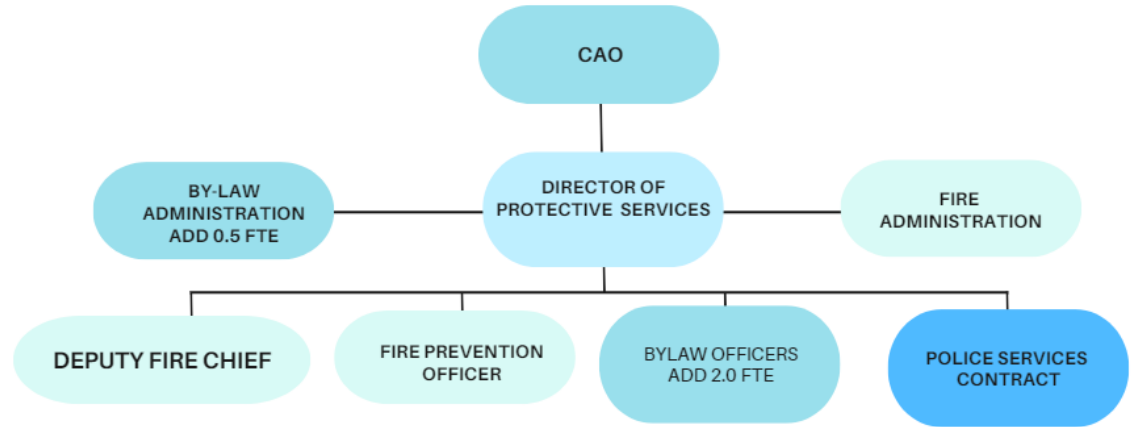 CAO
BY-LAW
ADMINISTRATION
ADD 0.5 FTE
DIRECTOR OF
PROTECTIVE SERVICES
FIRE
ADMINISTRATION
DEPUTY FIRE CHIEF
FIRE PREVENTION
OFFICER
BYLAW OFFICERS
ADD 2.0 FTE
POLICE SERVICES
CONTRACT